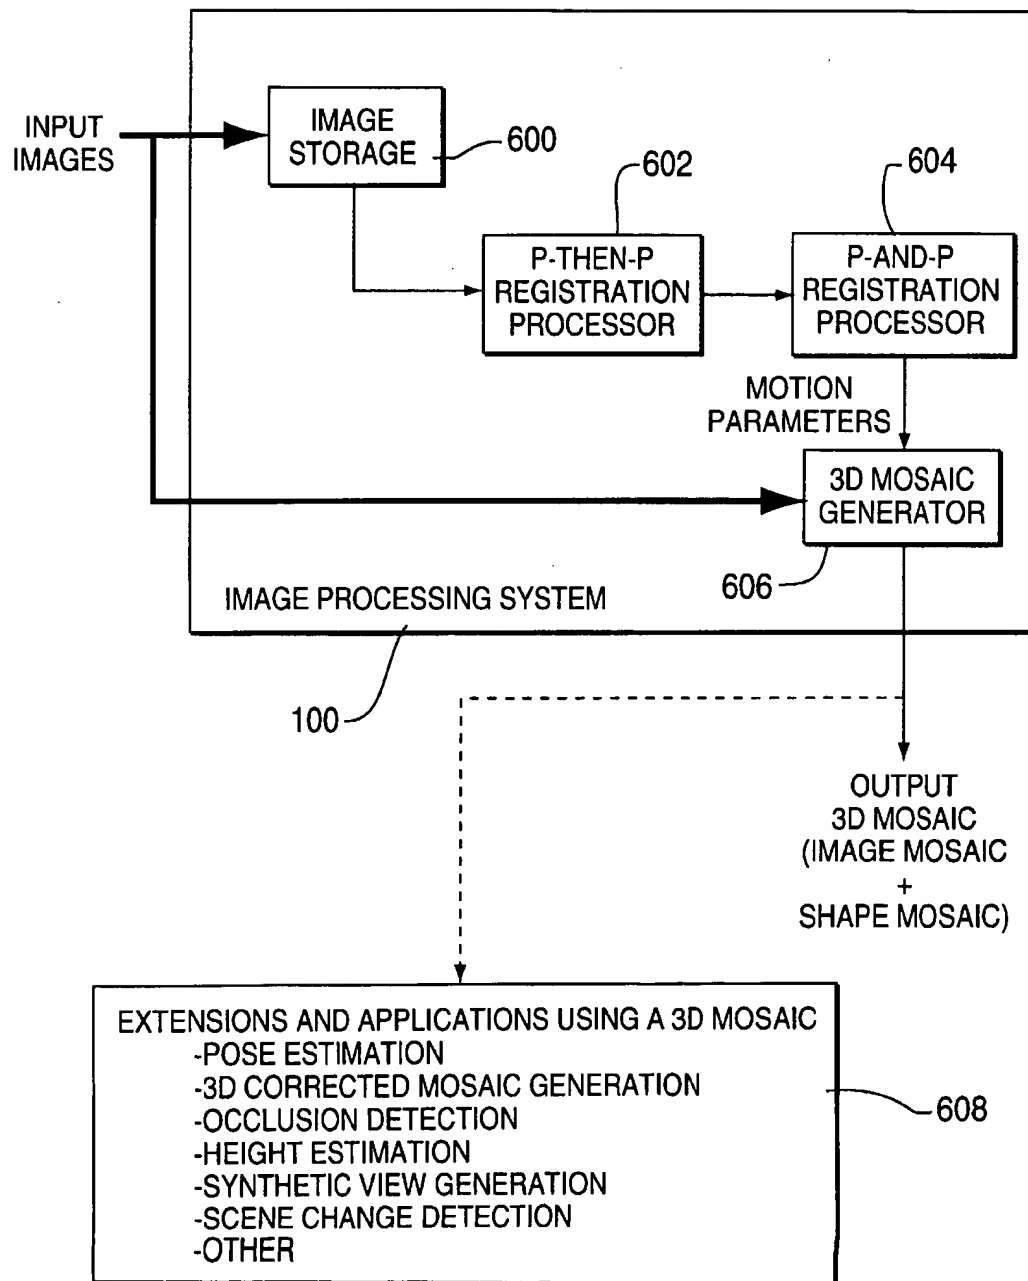 INPUT
IMAGES
IMAGE
STORAGE
600
602
604
P-THEN-P
REGISTRATION
PROCESSOR
P-AND-P
REGISTRATION
PROCESSOR
MOTION
PARAMETERS
3D MOSAIC
GENERATOR
606
IMAGE PROCESSING SYSTEM
100
OUTPUT
3D MOSAIC
(IMAGE MOSAIC
+
SHAPE MOSAIC)
EXTENSIONS AND APPLICATIONS USING A 3D MOSAIC
-POSE ESTIMATION
-3D CORRECTED MOSAIC GENERATION
-OCCLUSION DETECTION
-HEIGHT ESTIMATION
-SYNTHETIC VIEW GENERATION
-SCENE CHANGE DETECTION
-OTHER
608